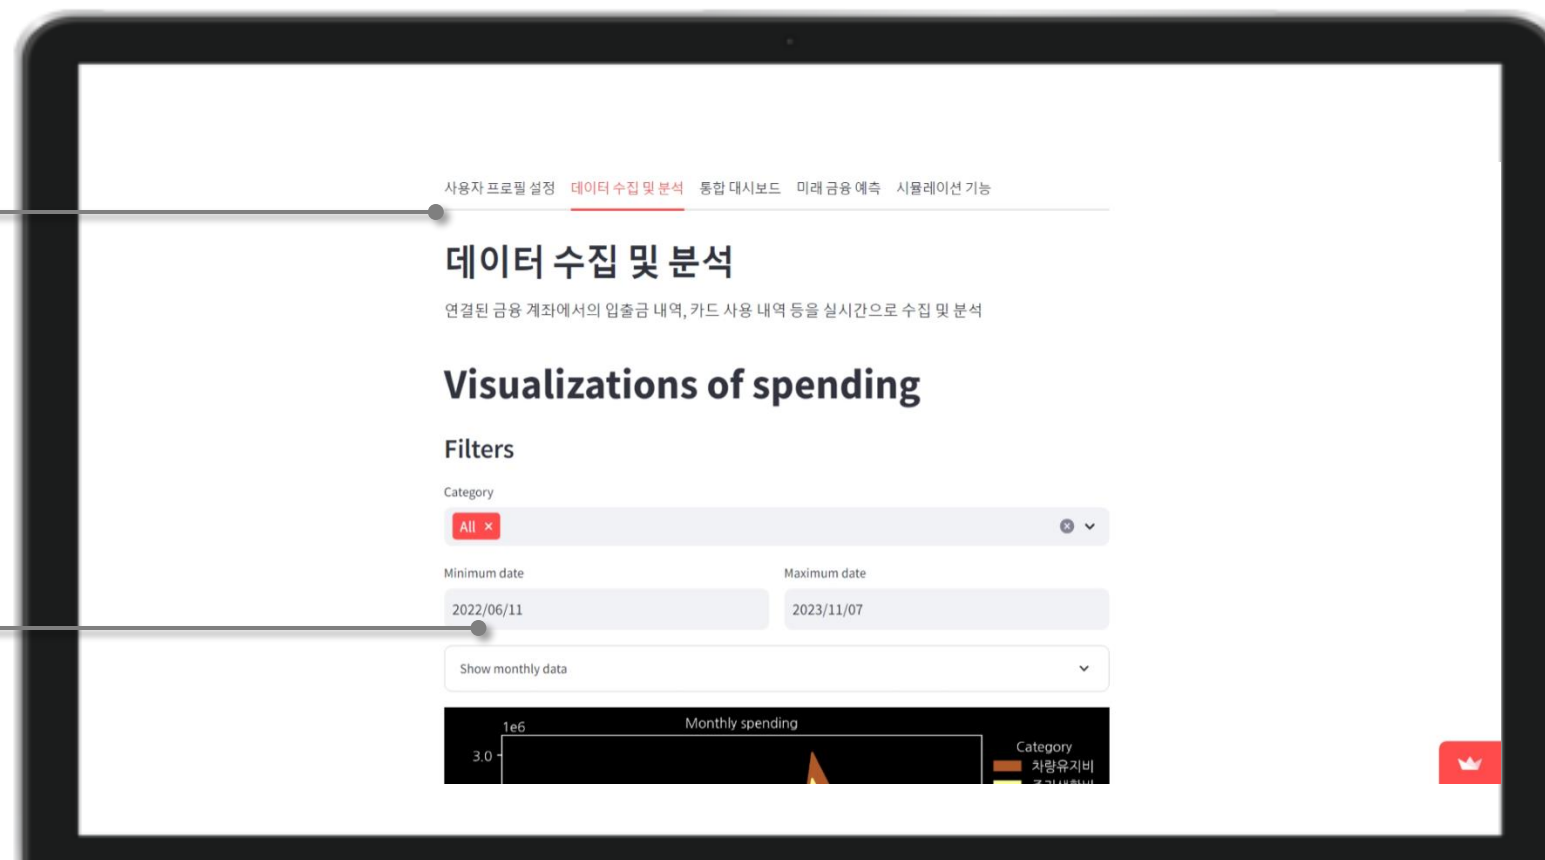 사용자 프로필 설정 데이터 수집 및 분석 통합 대시보드 미래 금융 예측 시뮬레이션 기능
데이터 수집 및 분석
연결된 금융 계좌에서의 입출금 내역, 카드 사용 내역 등을 실시간으로 수집 및 분석
Visualizations of spending
Filters
Category
All ×
Minimum date Maximum date
2022/06/11 2023/11/07
Show monthly data
1e6 Monthly spending
3.0
Category
차량유지비